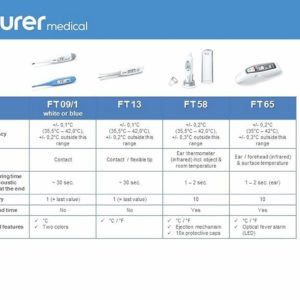 urer medical
FT09/1
white or blue
FT13
FT58
FT65
cy
+/- 0,1°C
(35,5°C – 42,0°C),
+/- 0,2°C outside this
range
+/- 0,1°C
(35,5°C – 42,0°C),
+/- 0,2°C outside this
range
+/- 0,2°C
(35,5°C – 42°C),
+/- 0,3°C outside this
range
+/- 0,2°C
(35°C – 42°C),
+/- 0,3°C outside this
range
Contact
Contact / flexible tip
Ear thermometer
(infrared) incl. object &
room temperature
Ear / forehead (infrared)
& surface temperature
ring time
oustic
at the end
~ 30 sec.
~ 30 sec.
1 – 2 sec.
1 – 2 sec. (ear)
ry
1 (+ last value)
1 (+ last value)
10
10
nd time
No
No
Yes
Yes
l features
✓ °C
✓ Two colors
✓ °C / °F
✓ °C / °F
✓ Ejection mechanism
✓ 10x protective caps
✓ °C / °F
✓ Optical fever alarm
(LED)